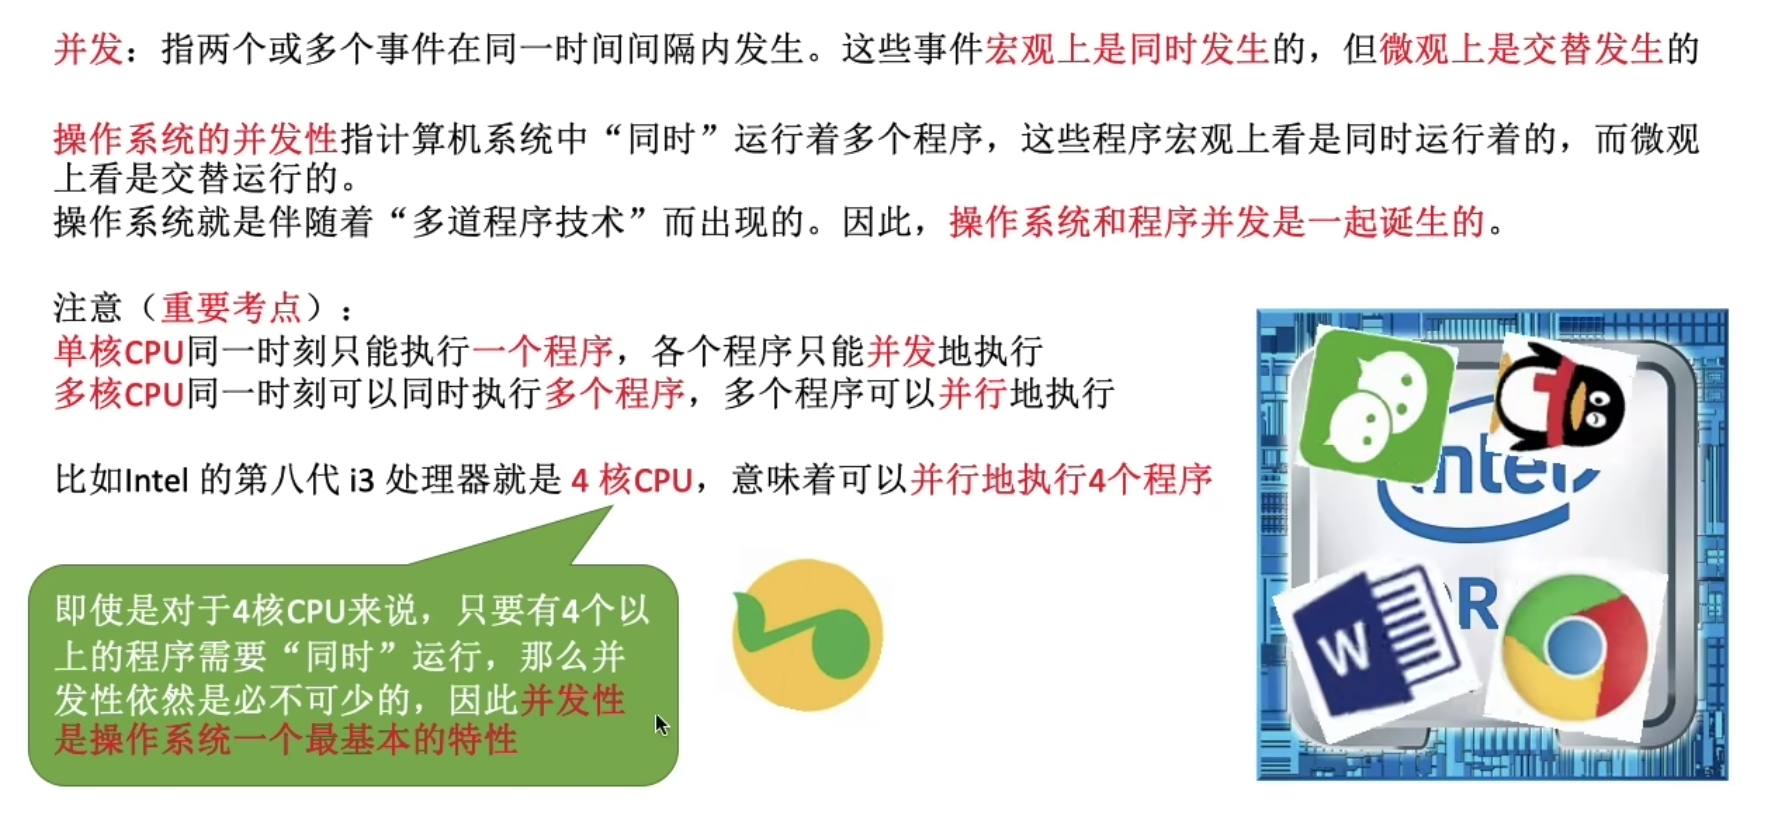 并发：指两个或多个事件在同一时间间隔内发生。这些事件宏观上是同时发生的，但微观上是交替发生的
操作系统的并发性指计算机系统中“同时”运行着多个程序，这些程序宏观上看是同时运行着的，而微观
上看是交替运行的。
操作系统就是伴随着“多道程序技术”而出现的。因此，操作系统和程序并发是一起诞生的。
注意（重要考点）：
单核CPU同一时刻只能执行一个程序，各个程序只能并发地执行
多核CPU同一时刻可以同时执行多个程序，多个程序可以并行地执行
比如Intel 的第八代 i3 处理器就是 4 核CPU，意味着可以并行地执行4个程序
即使是对于4核CPU来说，只要有4个以
上的程序需要“同时”运行，那么并
发性依然是必不可少的，因此并发性
是操作系统一个最基本的特性
intel
W